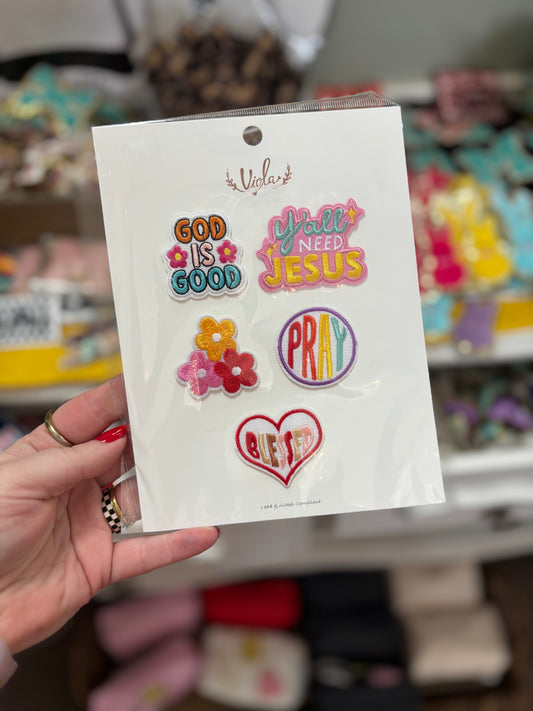 Viola
GOD
IS
GOOD
y'all
NEED
JESUS
PRAY
BLESSED
Lead & nickel Compliant